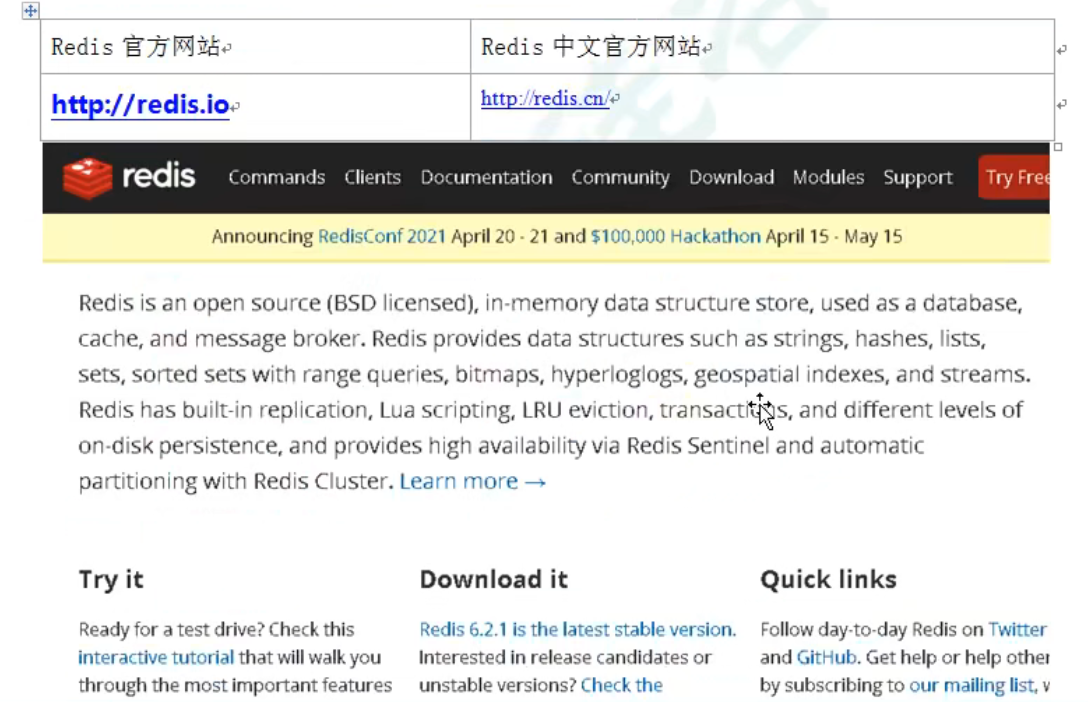 Redis 官方网站
Redis 中文官方网站
http://redis.io
http://redis.cn/
redis Commands Clients Documentation Community Download Modules Support Try Free
Announcing RedisConf 2021 April 20 - 21 and $100,000 Hackathon April 15 - May 15
Redis is an open source (BSD licensed), in-memory data structure store, used as a database,
cache, and message broker. Redis provides data structures such as strings, hashes, lists,
sets, sorted sets with range queries, bitmaps, hyperloglogs, geospatial indexes, and streams.
Redis has built-in replication, Lua scripting, LRU eviction, transactions, and different levels of
on-disk persistence, and provides high availability via Redis Sentinel and automatic
partitioning with Redis Cluster. Learn more →
Try it
Ready for a test drive? Check this
interactive tutorial that will walk you
through the most important features
Download it
Redis 6.2.1 is the latest stable version.
Interested in release candidates or
unstable versions? Check the
Quick links
Follow day-to-day Redis on Twitter
and GitHub. Get help or help other
by subscribing to our mailing list,